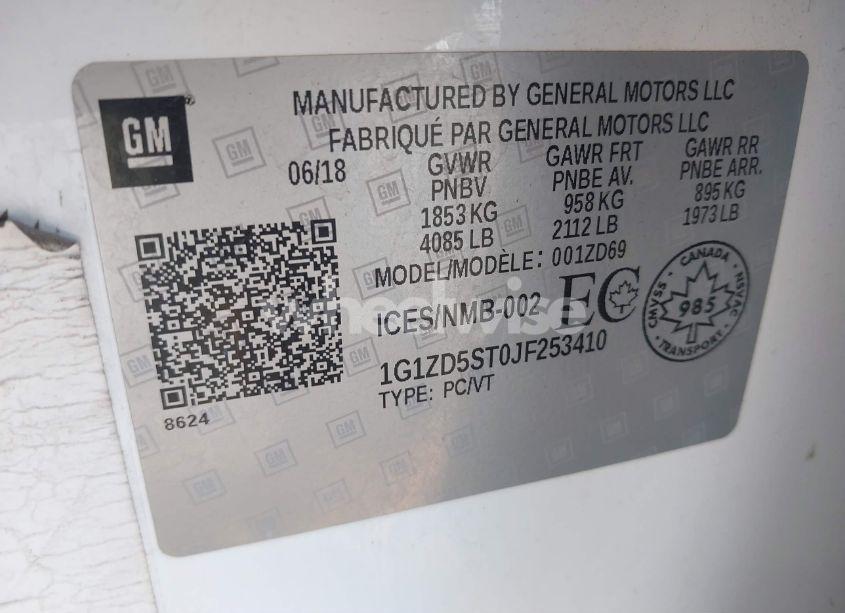 GM
MANUFACTURED BY GENERAL MOTORS LLC
FABRIQUÉ PAR GENERAL MOTORS LLC
06/18
GVWR GAWR FRT GAWR RR
PNBV PNBE AV. PNBE ARR.
1853 KG 958 KG 895 KG
4085 LB 2112 LB 1973 LB
MODEL/MODÈLE: 001ZD69
ICES/NMB-002 EC
CANADA
CMVSS NSVAC
985
TRANSPORT
1G1ZD5ST0JF253410
TYPE: PC/VT
8624